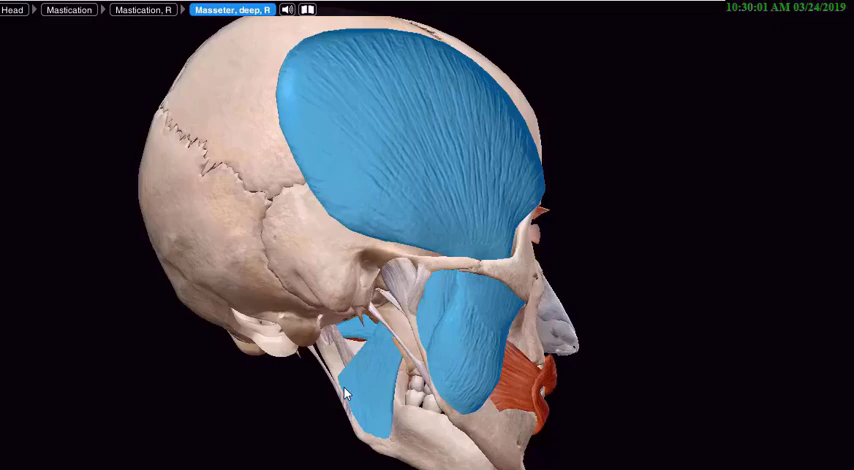 Head Mastication Mastication, R Masseter, deep, R
10:30:01 AM 03/24/2019